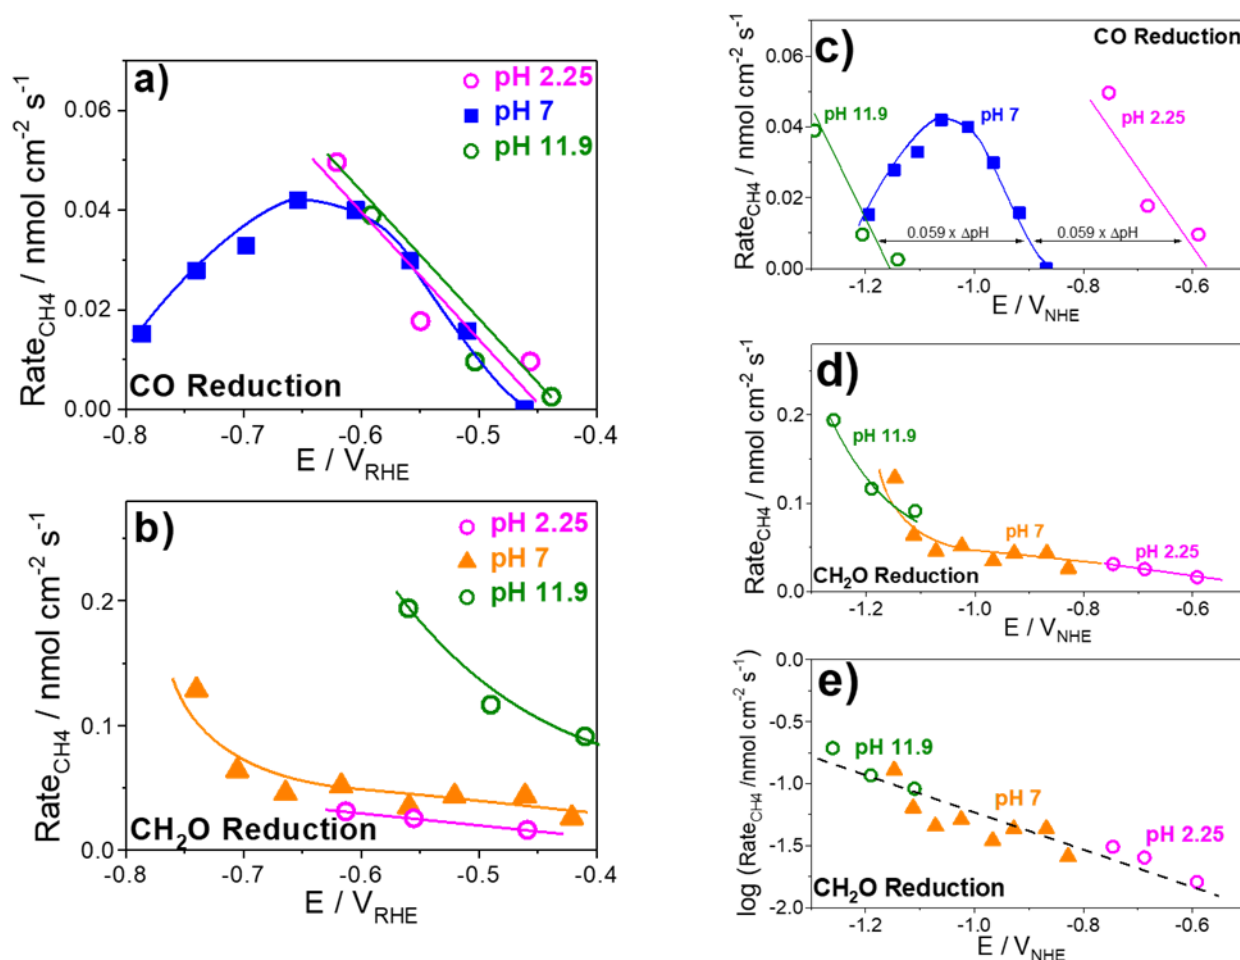 a)
pH 2.25
pH 7
pH 11.9
CO Reduction
Rate_CH4 / nmol cm⁻² s⁻¹
0.06
0.04
0.02
0.00
-0.8 -0.7 -0.6 -0.5 -0.4
E / V_RHE
b)
pH 2.25
pH 7
pH 11.9
CH₂O Reduction
Rate_CH4 / nmol cm⁻² s⁻¹
0.2
0.1
0.0
-0.8 -0.7 -0.6 -0.5 -0.4
E / V_RHE
c)
CO Reduction
pH 11.9
pH 7
pH 2.25
0.059 x ΔpH
0.059 x ΔpH
Rate_CH4 / nmol cm⁻² s⁻¹
0.06
0.04
0.02
0.00
-1.2 -1.0 -0.8 -0.6
E / V_NHE
d)
pH 11.9
pH 7
pH 2.25
CH₂O Reduction
Rate_CH4 / nmol cm⁻² s⁻¹
0.2
0.1
0.0
-1.2 -1.0 -0.8 -0.6
E / V_NHE
e)
pH 11.9
pH 7
pH 2.25
CH₂O Reduction
log (Rate_CH4 /nmol cm⁻² s⁻¹)
0.0
-0.5
-1.0
-1.5
-2.0
-1.2 -1.0 -0.8 -0.6
E / V_NHE